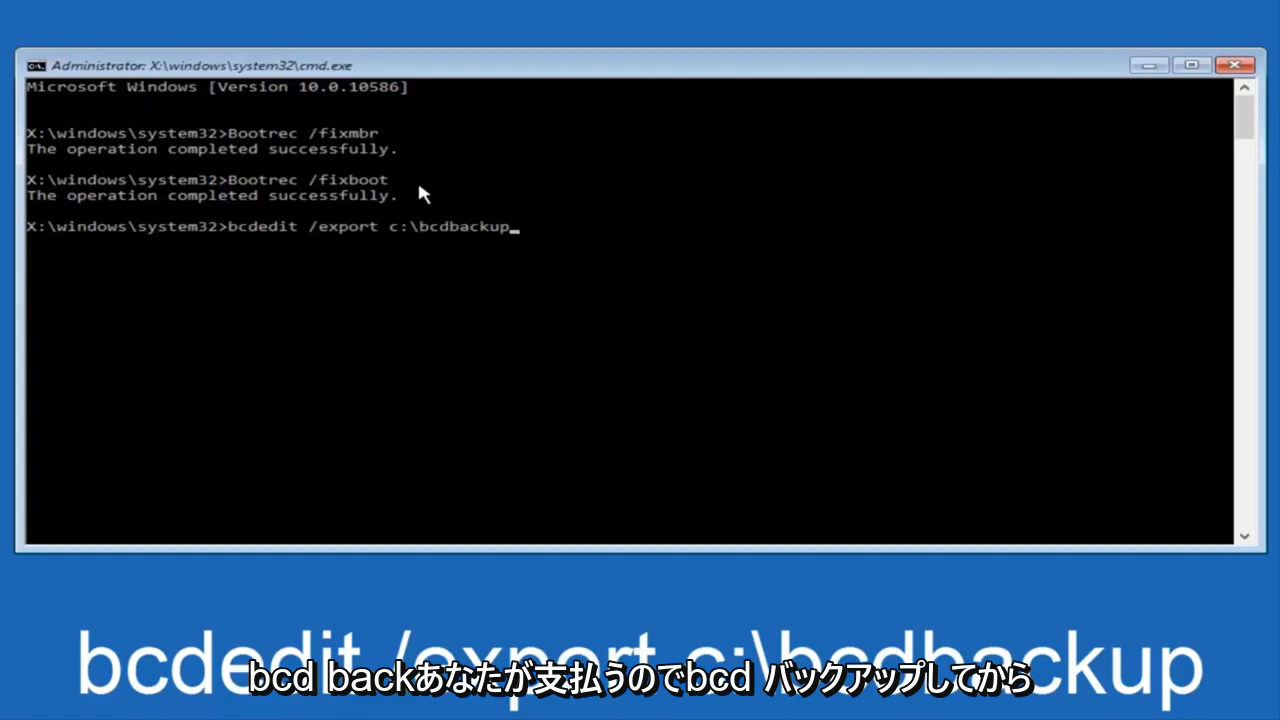 Administrator: X:\windows\system32\cmd.exe
Microsoft Windows [Version 10.0.10586]
X:\windows\system32>Bootrec /fixmbr
The operation completed successfully.
X:\windows\system32>Bootrec /fixboot
The operation completed successfully.
X:\windows\system32>bcdedit /export c:\bcdbackup_
bcdedit /export c:\bcdbackup
bcd backあなたが支払うのでbcd バックアップしてから